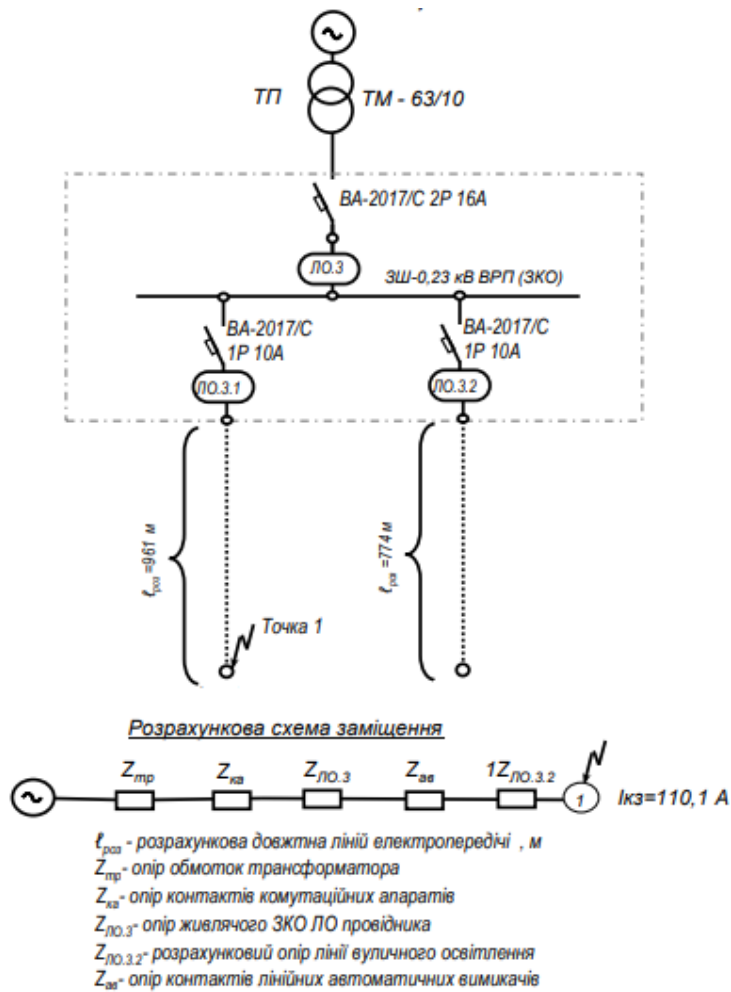 ТП
ТМ - 63/10
ВА-2017/С 2Р 16А
ЛО.3
ЗШ-0,23 кВ ВРП (ЗКО)
ВА-2017/С
1Р 10А
ВА-2017/С
1Р 10А
ЛО.3.1
ЛО.3.2
ℓроз =961 м
ℓроз =774 м
Точка 1
Розрахункова схема заміщення
Zтр
Zка
ZЛО.3
Zав
1ZЛО.3.2
1
Iкз=110,1 А
ℓроз - розрахункова довжтна ліній електропередічі , м
Zтр- опір обмоток трансформатора
Zка- опір контактів комутаційних апаратів
ZЛО.3- опір живлячого ЗКО ЛО провідника
ZЛО.3.2- розрахунковий опір лінії вуличного освітлення
Zав- опір контактів лінійних автоматичних вимикачів